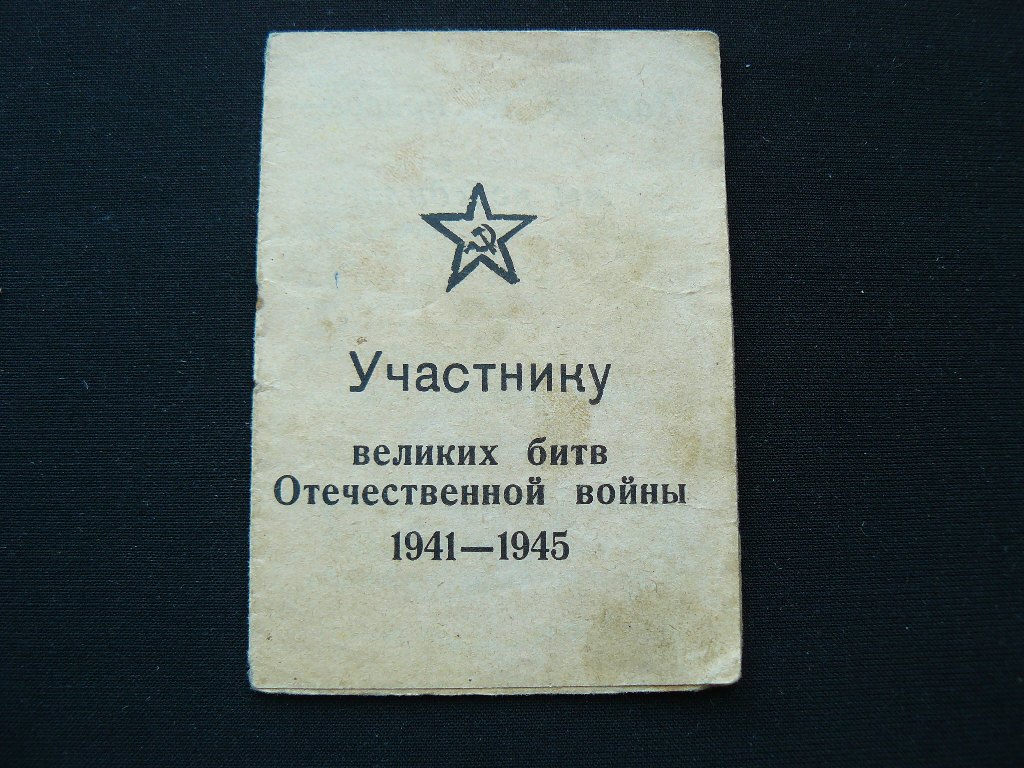 Участнику
великих битв
Отечественной войны
1941—1945